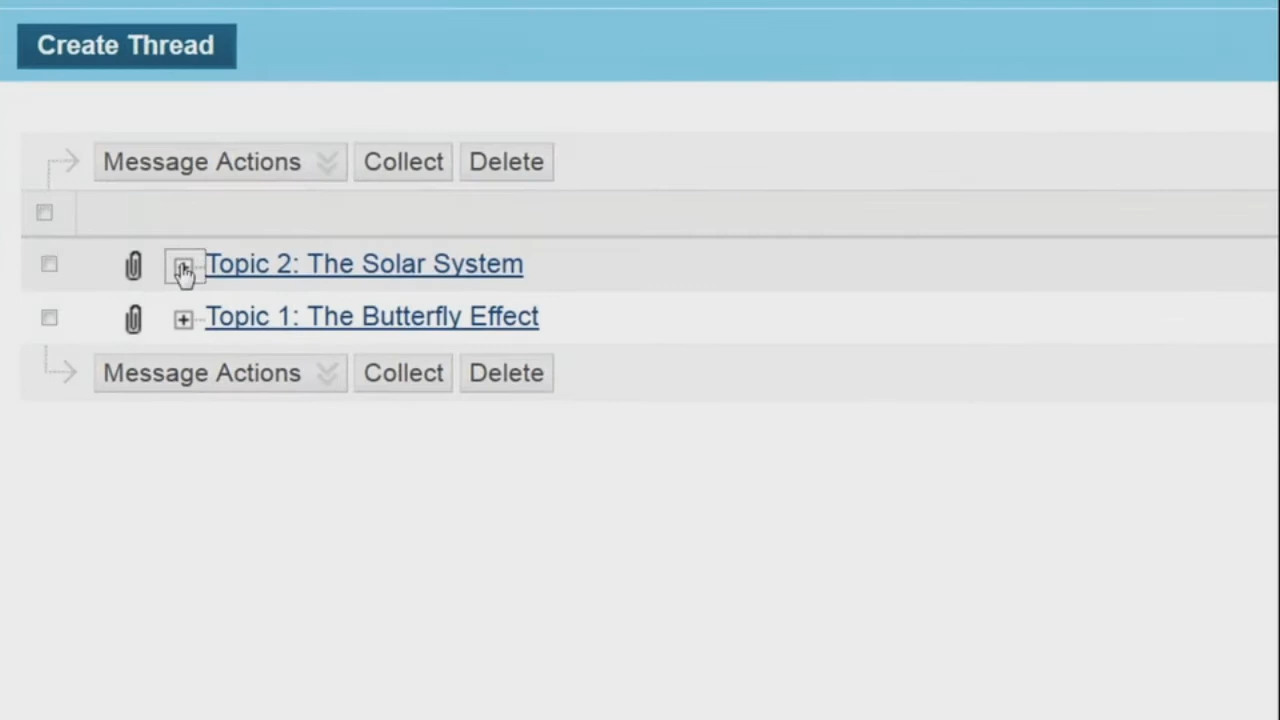 Create Thread
Message Actions Collect Delete
Topic 2: The Solar System
Topic 1: The Butterfly Effect
Message Actions Collect Delete